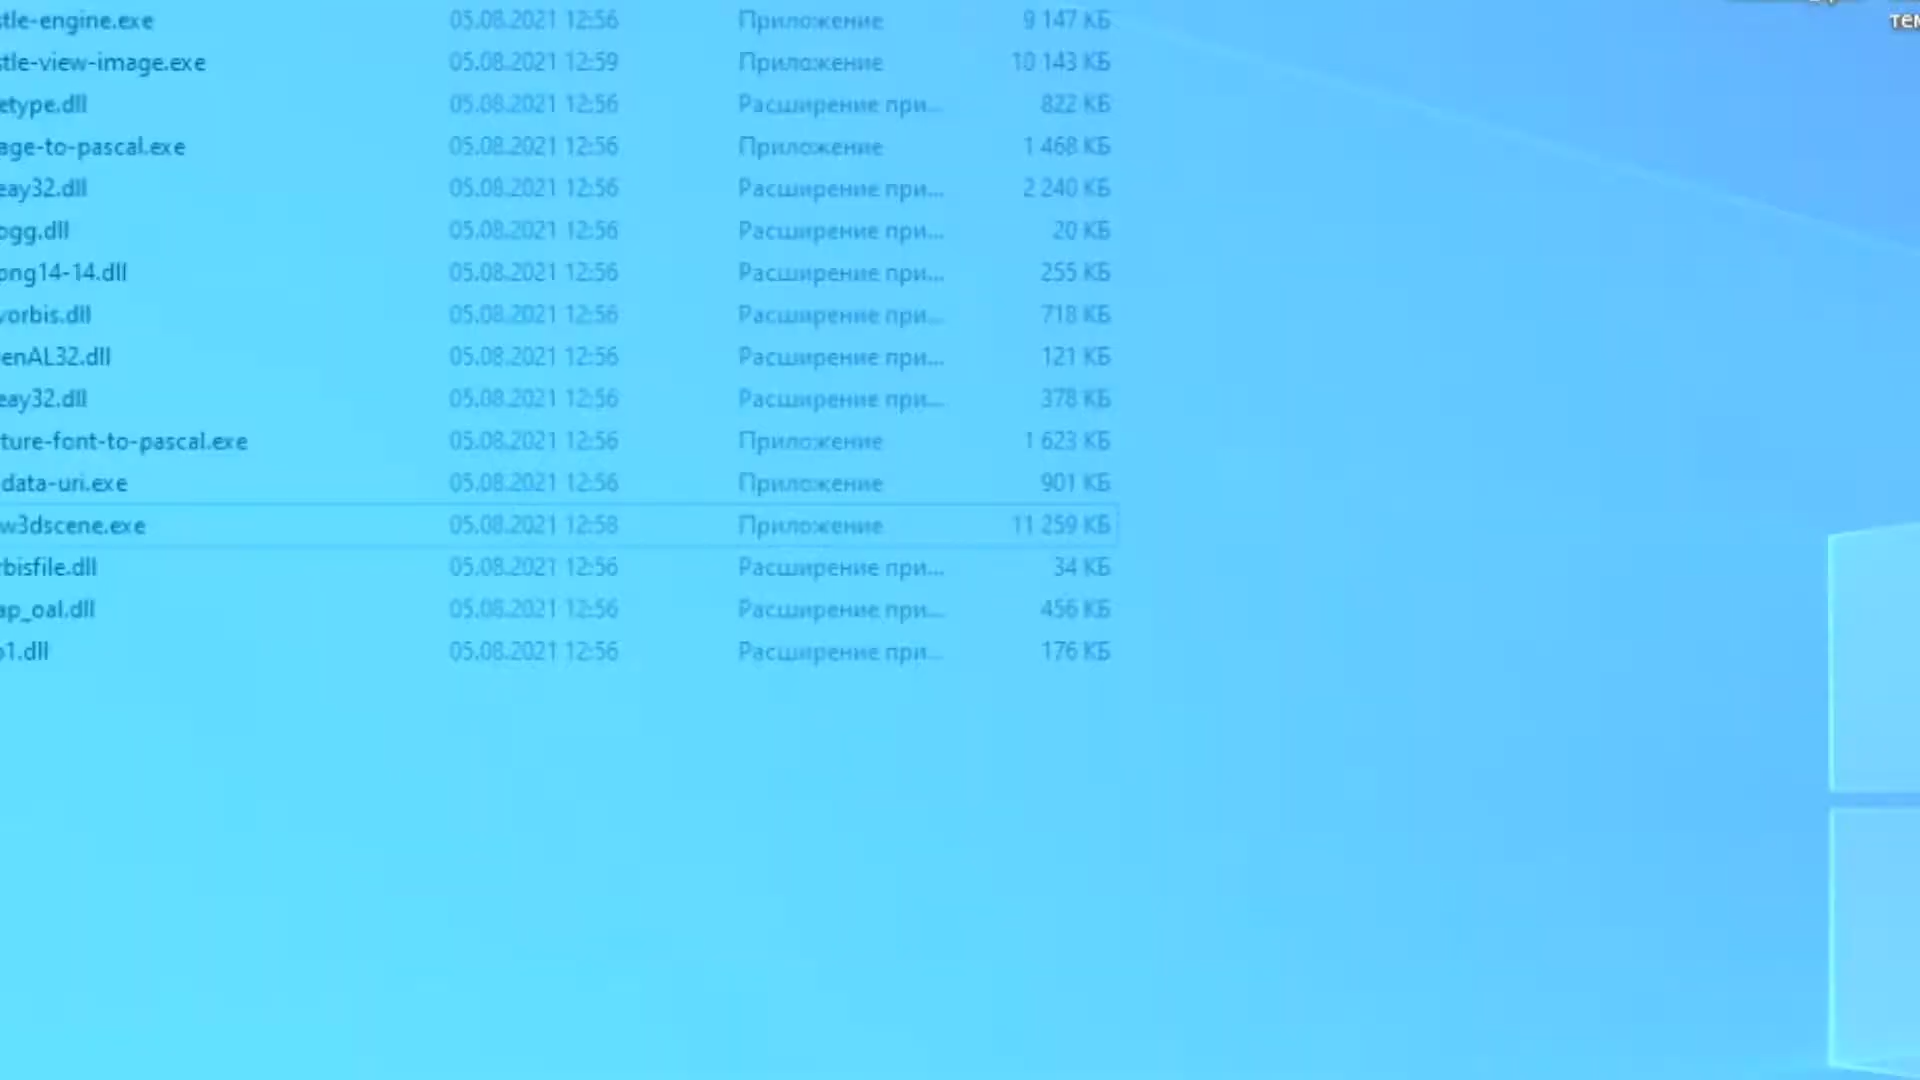 stle-engine.exe 05.08.2021 12:56 Приложение 9 147 КБ
stle-view-image.exe 05.08.2021 12:59 Приложение 10 143 КБ
etype.dll 05.08.2021 12:56 Расширение при... 822 КБ
age-to-pascal.exe 05.08.2021 12:56 Приложение 1 468 КБ
eay32.dll 05.08.2021 12:56 Расширение при... 2 240 КБ
ogg.dll 05.08.2021 12:56 Расширение при... 20 КБ
png14-14.dll 05.08.2021 12:56 Расширение при... 255 КБ
vorbis.dll 05.08.2021 12:56 Расширение при... 718 КБ
enAL32.dll 05.08.2021 12:56 Расширение при... 121 КБ
eay32.dll 05.08.2021 12:56 Расширение при... 378 КБ
ture-font-to-pascal.exe 05.08.2021 12:56 Приложение 1 623 КБ
data-uri.exe 05.08.2021 12:56 Приложение 901 КБ
w3dscene.exe 05.08.2021 12:58 Приложение 11 259 КБ
rbisfile.dll 05.08.2021 12:56 Расширение при... 34 КБ
ap_oal.dll 05.08.2021 12:56 Расширение при... 456 КБ
b1.dll 05.08.2021 12:56 Расширение при... 176 КБ
тем